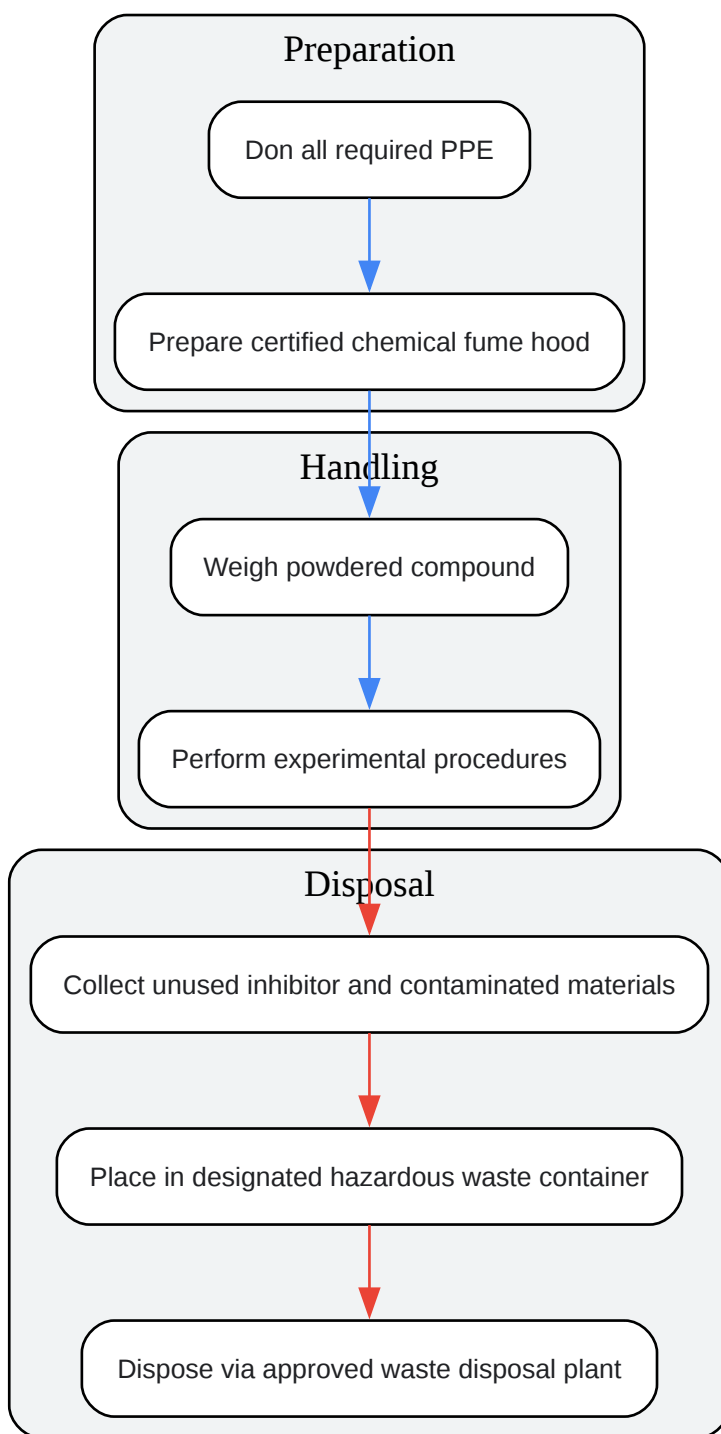 Preparation
Don all required PPE
Prepare certified chemical fume hood
Handling
Weigh powdered compound
Perform experimental procedures
Disposal
Collect unused inhibitor and contaminated materials
Place in designated hazardous waste container
Dispose via approved waste disposal plant